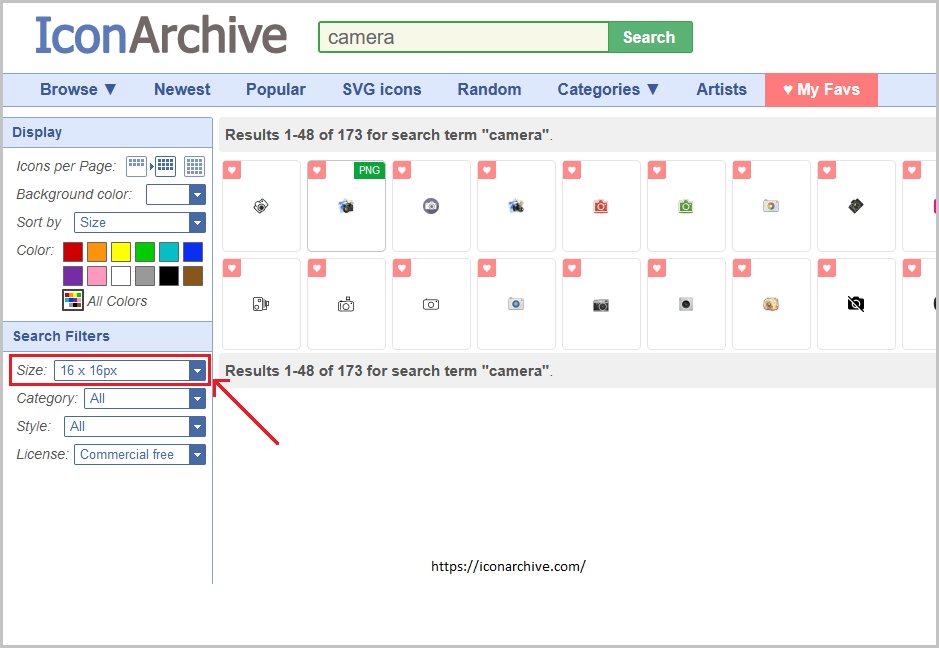 IconArchive
camera
Search
Browse ▼ Newest Popular SVG icons Random Categories ▼ Artists ♥ My Favs
Display
Icons per Page:
Background color:
Sort by Size
Color:
All Colors
Search Filters
Size: 16 x 16px
Category: All
Style: All
License: Commercial free
Results 1-48 of 173 for search term "camera".
PNG
Results 1-48 of 173 for search term "camera".
https://iconarchive.com/